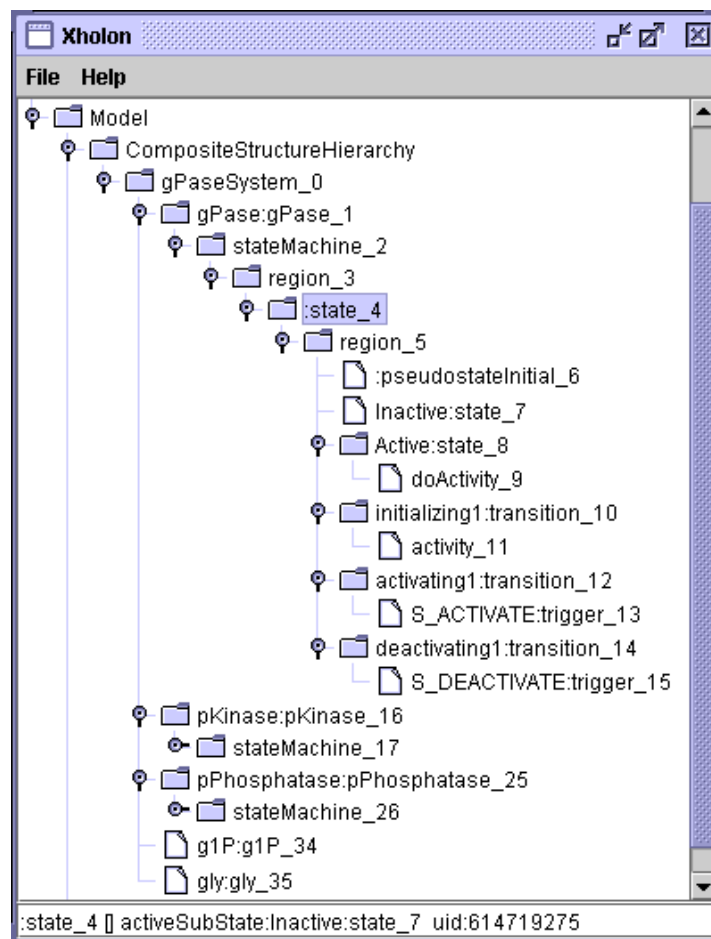 Xholon
File Help
Model
CompositeStructureHierarchy
gPaseSystem_0
gPase:gPase_1
stateMachine_2
region_3
:state_4
region_5
:pseudostateInitial_6
Inactive:state_7
Active:state_8
doActivity_9
initializing1:transition_10
activity_11
activating1:transition_12
S_ACTIVATE:trigger_13
deactivating1:transition_14
S_DEACTIVATE:trigger_15
pKinase:pKinase_16
stateMachine_17
pPhosphatase:pPhosphatase_25
stateMachine_26
g1P:g1P_34
gly:gly_35
:state_4 [] activeSubState:Inactive:state_7 uid:614719275